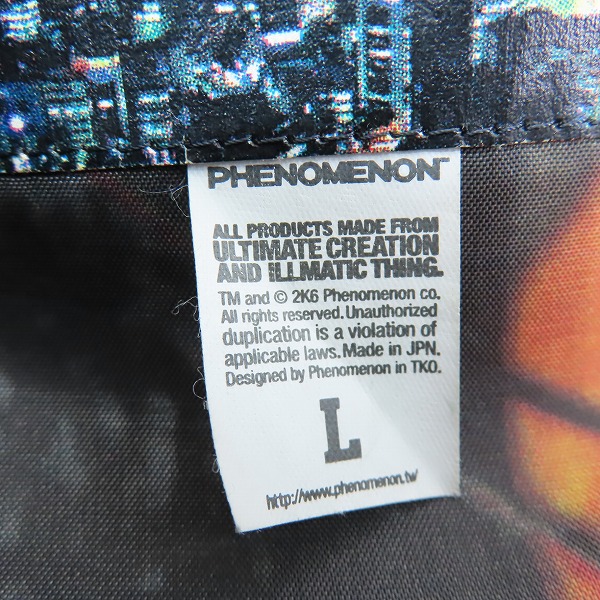 PHENOMENON™
ALL PRODUCTS MADE FROM
ULTIMATE CREATION
AND ILLMATIC THING.
TM and © 2K6 Phenomenon co.
All rights reserved. Unauthorized
duplication is a violation of
applicable laws. Made in JPN.
Designed by Phenomenon in TKO.
L
http://www.phenomenon.tw/